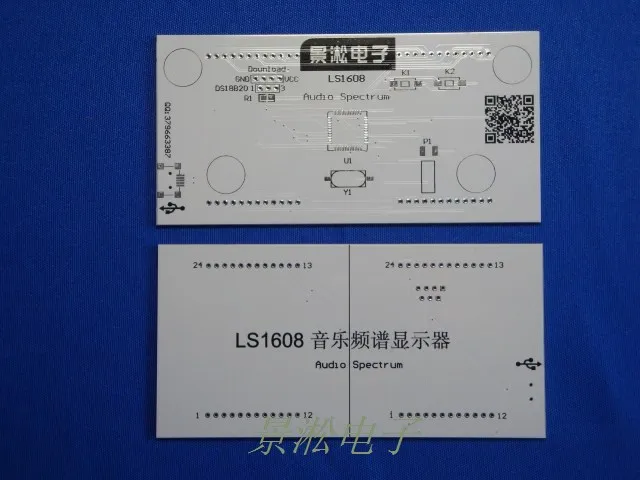 景淞电子
Download
GND VCC
LS1608
K1 K2
DS18B20 1 3
R1
Audio Spectrum
QQ:379663387
P1
U1
Y1
24 13 24 13
LS1608 音乐频谱显示器
Audio Spectrum
1 12 1 12
景淞电子